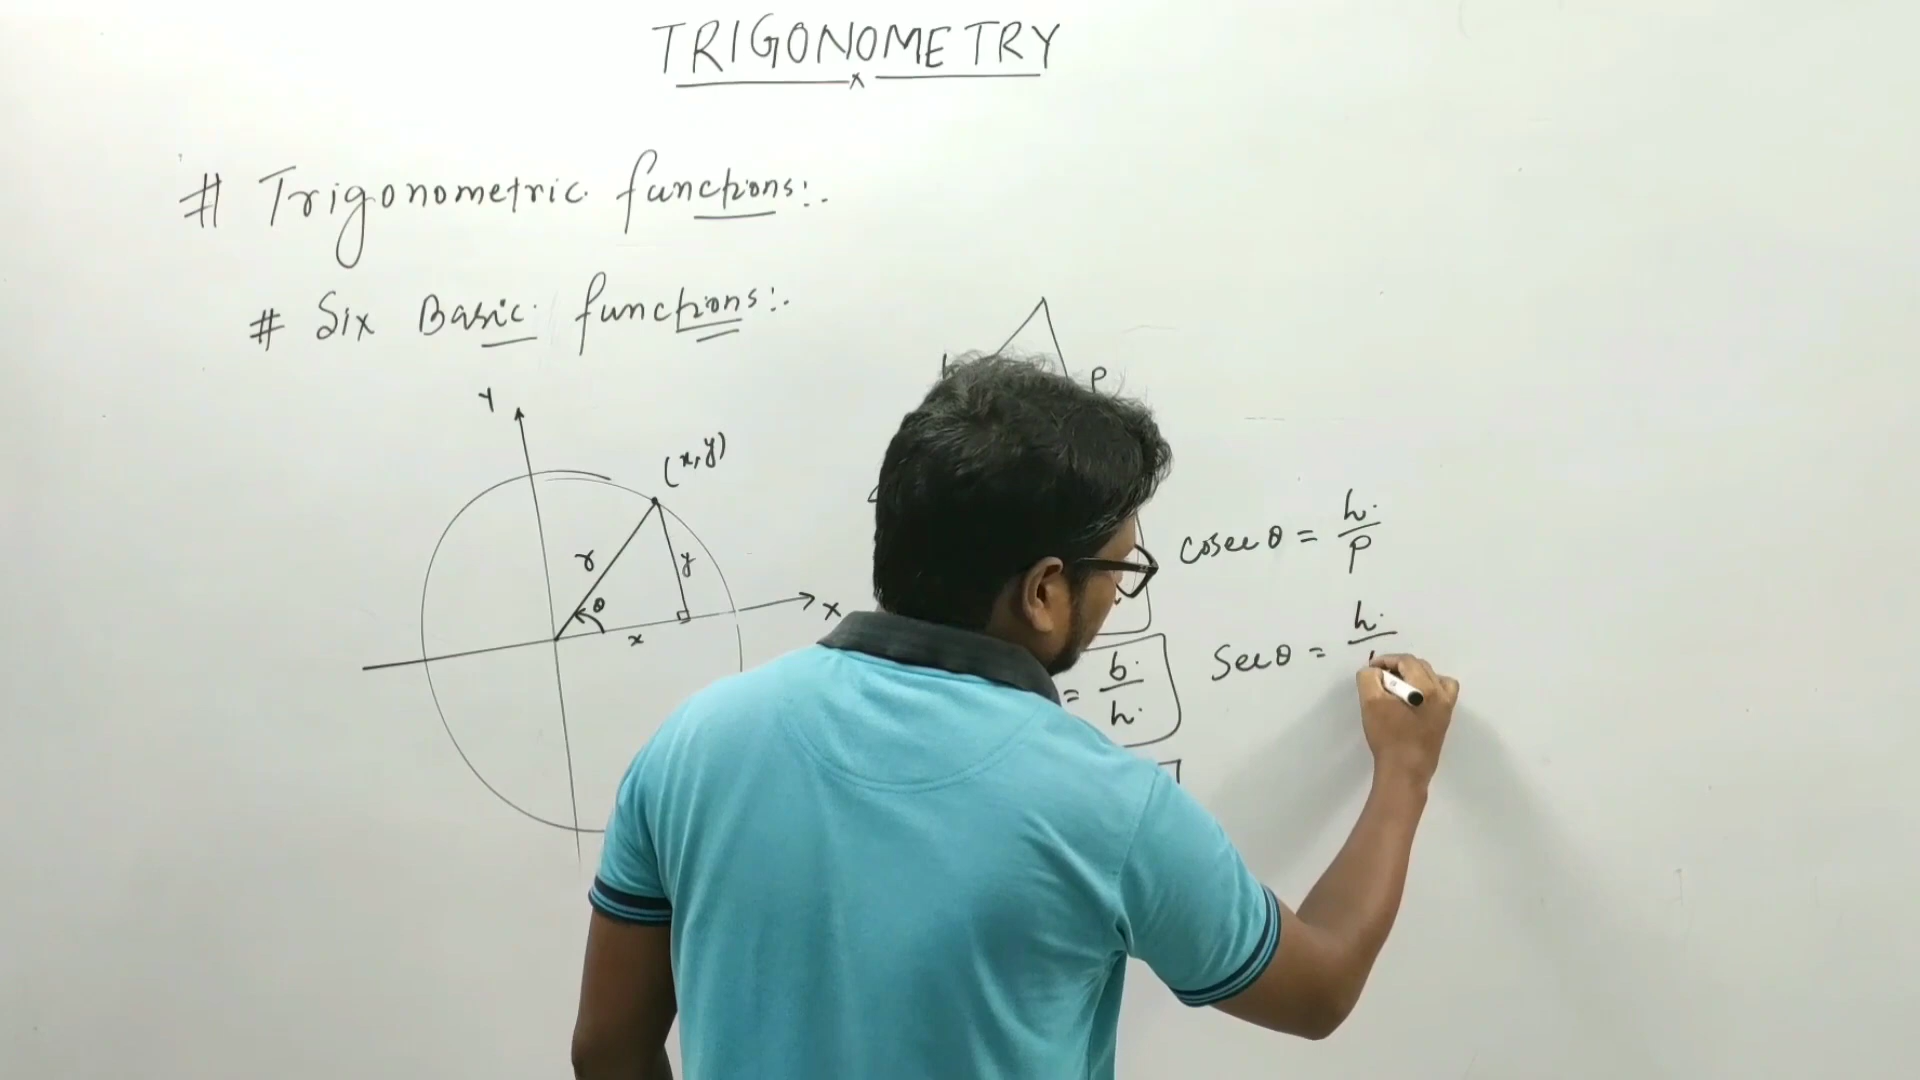 TRIGONOMETRY
# Trigonometric functions:.
# Six Basic functions:.
Y
(x,y)
r
y
θ
x
X
P
cosec θ = h/P
= b/h
Sec θ = h/